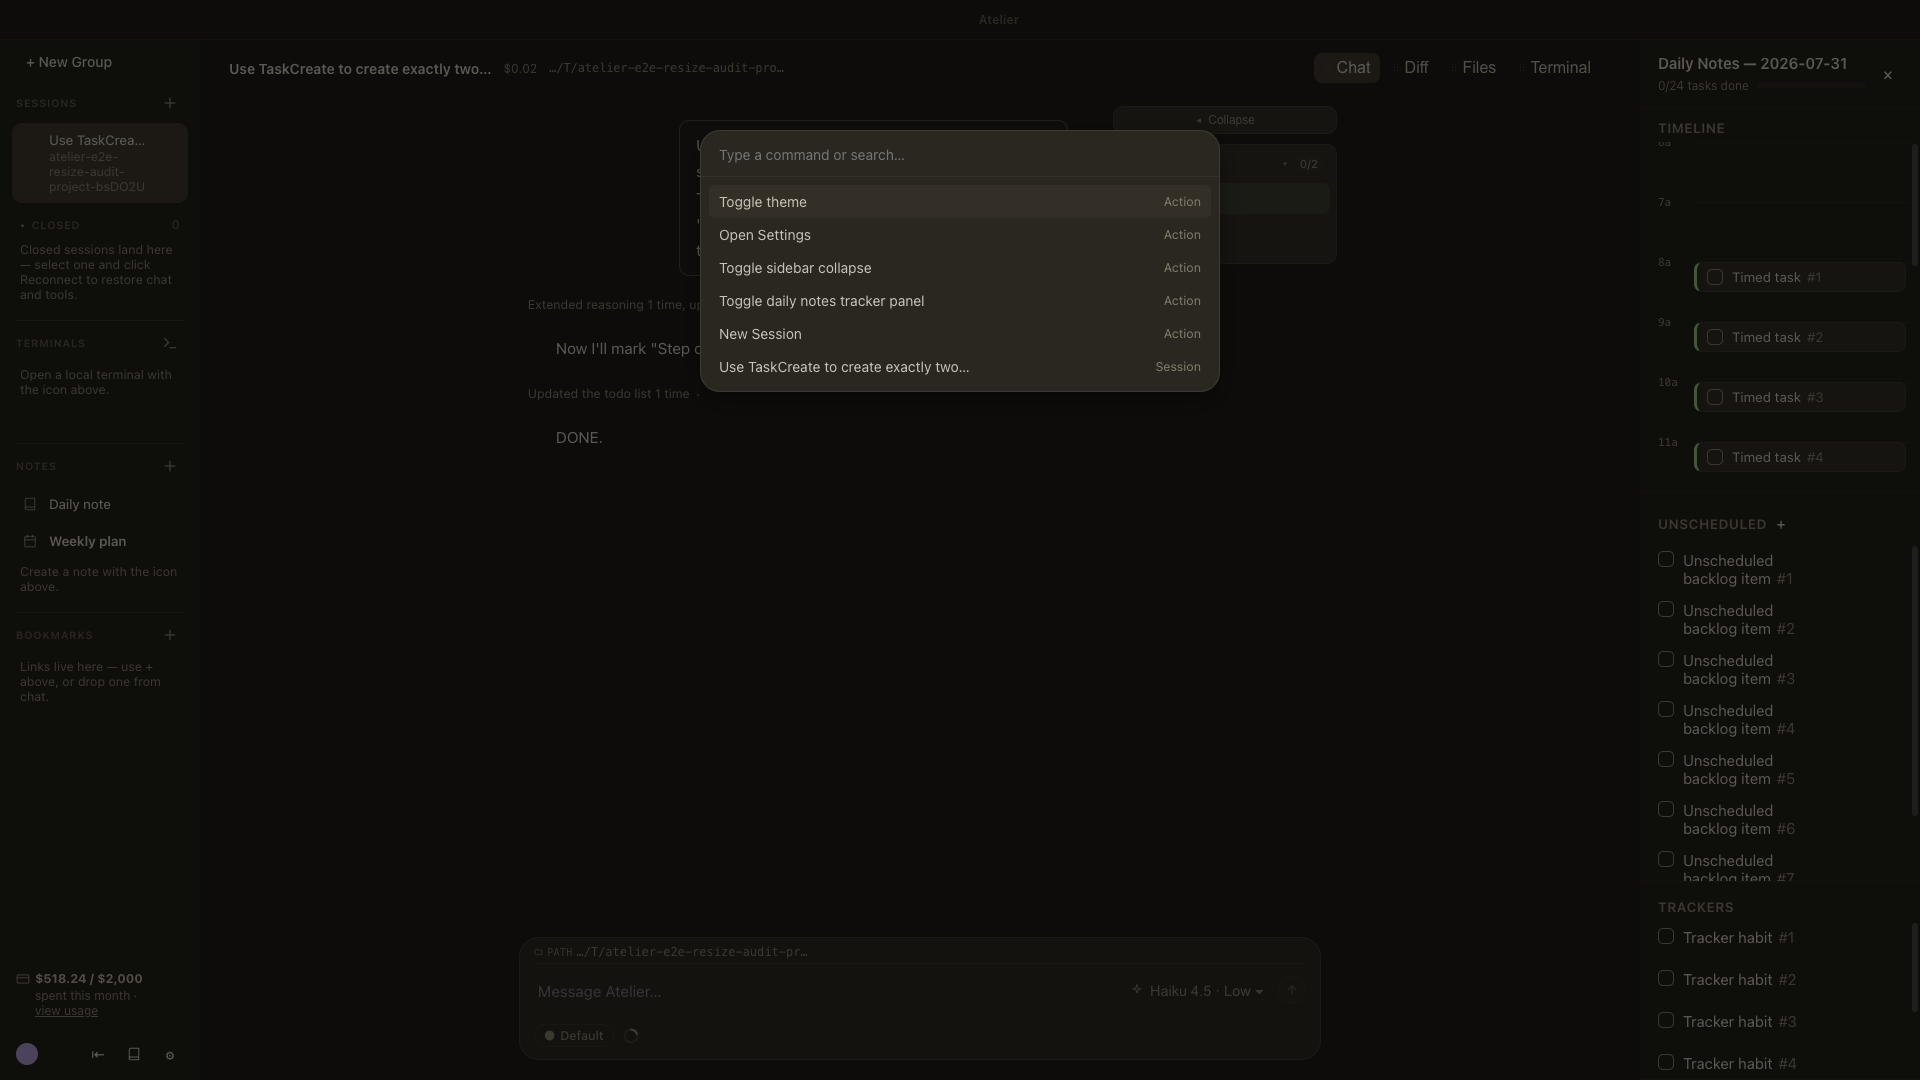 Atelier
+ New Group
SESSIONS
Use TaskCrea...
atelier-e2e-
resize-audit-
project-bsDO2U
CLOSED 0
Closed sessions land here
— select one and click
Reconnect to restore chat
and tools.
TERMINALS
Open a local terminal with
the icon above.
NOTES
Daily note
Weekly plan
Create a note with the icon
above.
BOOKMARKS
Links live here — use +
above, or drop one from
chat.
$518.24 / $2,000
spent this month ·
view usage
Use TaskCreate to create exactly two... $0.02 …/T/atelier-e2e-resize-audit-pro…
Chat Diff Files Terminal
Collapse
0/2
Type a command or search...
Toggle theme Action
Open Settings Action
Toggle sidebar collapse Action
Toggle daily notes tracker panel Action
New Session Action
Use TaskCreate to create exactly two... Session
Extended reasoning 1 time,
Now I'll mark "Step
Updated the todo list 1 time
DONE.
PATH …/T/atelier-e2e-resize-audit-pr…
Message Atelier...
Haiku 4.5 · Low
Default
Daily Notes — 2026-07-31
0/24 tasks done
TIMELINE
7a
8a
Timed task #1
9a
Timed task #2
10a
Timed task #3
11a
Timed task #4
UNSCHEDULED +
Unscheduled
backlog item #1
Unscheduled
backlog item #2
Unscheduled
backlog item #3
Unscheduled
backlog item #4
Unscheduled
backlog item #5
Unscheduled
backlog item #6
Unscheduled
backlog item #7
TRACKERS
Tracker habit #1
Tracker habit #2
Tracker habit #3
Tracker habit #4